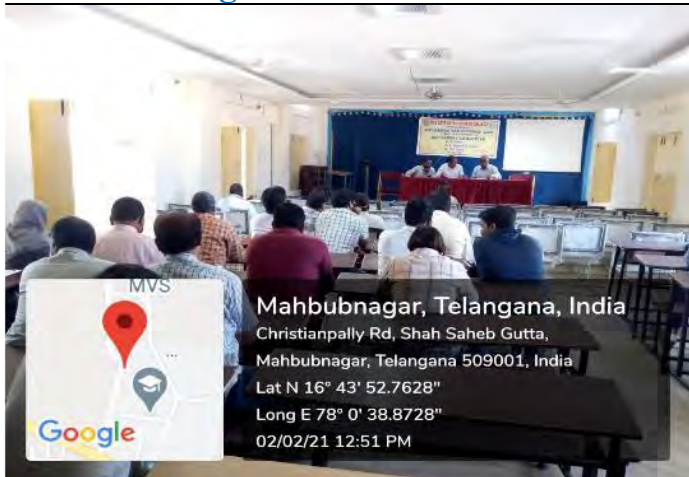 MVS
Google
Mahbubnagar, Telangana, India
Christianpally Rd, Shah Saheb Gutta,
Mahbubnagar, Telangana 509001, India
Lat N 16° 43' 52.7628"
Long E 78° 0' 38.8728"
02/02/21 12:51 PM